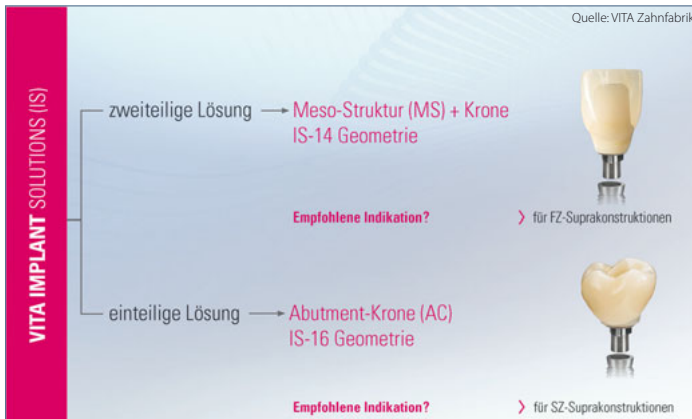 Quelle: VITA Zahnfabrik
VITA IMPLANT SOLUTIONS (IS)
zweiteilige Lösung
Meso-Struktur (MS) + Krone
IS-14 Geometrie
Empfohlene Indikation?
für FZ-Suprakonstruktionen
einteilige Lösung
Abutment-Krone (AC)
IS-16 Geometrie
Empfohlene Indikation?
für SZ-Suprakonstruktionen